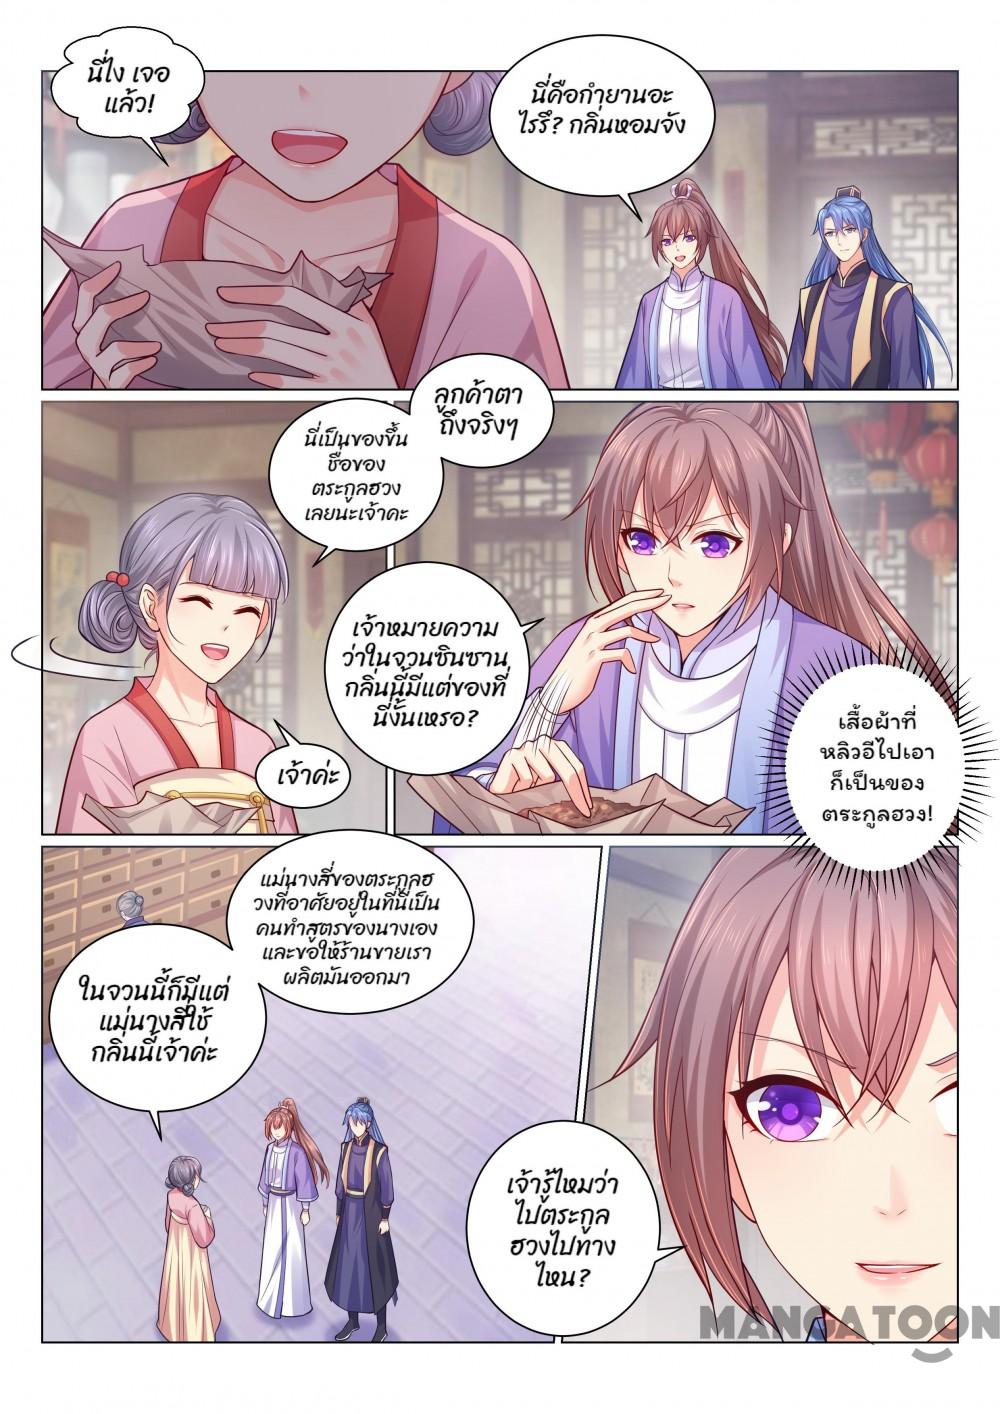 นี่ไง เจอ
แล้ว!
นี่คือกำยานอะ
ไรรึ? กลิ่นหอมจัง
ลูกค้าตา
ถึงจริงๆ
นี่เป็นของขึ้น
ชื่อของ
ตระกูลฮวง
เลยนะเจ้าคะ
เจ้าหมายความ
ว่าในจวนซินซาน
กลิ่นนี้มีแต่ของที่
นี่งั้นเหรอ?
เจ้าค่ะ
เสื้อผ้าที่
หลิวอีไปเอา
ก็เป็นของ
ตระกูลฮวง!
แม่นางสี่ของตระกูลฮ
วงที่อาศัยอยู่ในที่นี้เป็น
คนทำสูตรของนางเอง
และขอให้ร้านขายเรา
ผลิตมันออกมา
ในจวนนี้ก็มีแต่
แม่นางสี่ใช้
กลิ่นนี้เจ้าค่ะ
เจ้ารู้ไหมว่า
ไปตระกูล
ฮวงไปทาง
ไหน?
MANGATOON